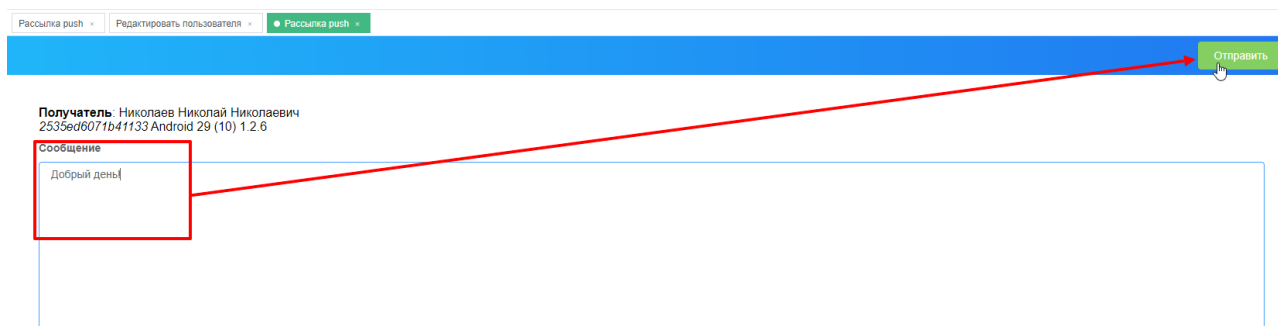 Рассылка push × Редактировать пользователя × Рассылка push ×
Отправить
Получатель: Николаев Николай Николаевич
2535ed6071b41133 Android 29 (10) 1.2.6
Сообщение
Добрый день!